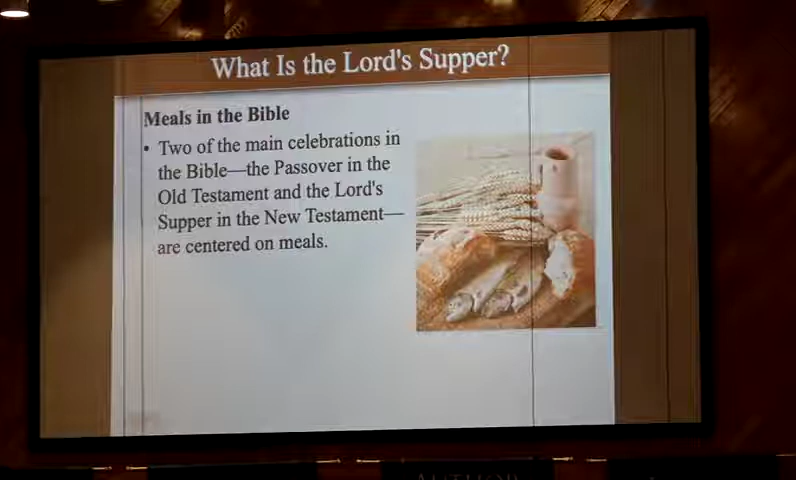 What Is the Lord's Supper?
Meals in the Bible
• Two of the main celebrations in
the Bible—the Passover in the
Old Testament and the Lord's
Supper in the New Testament—
are centered on meals.
AUTHOR